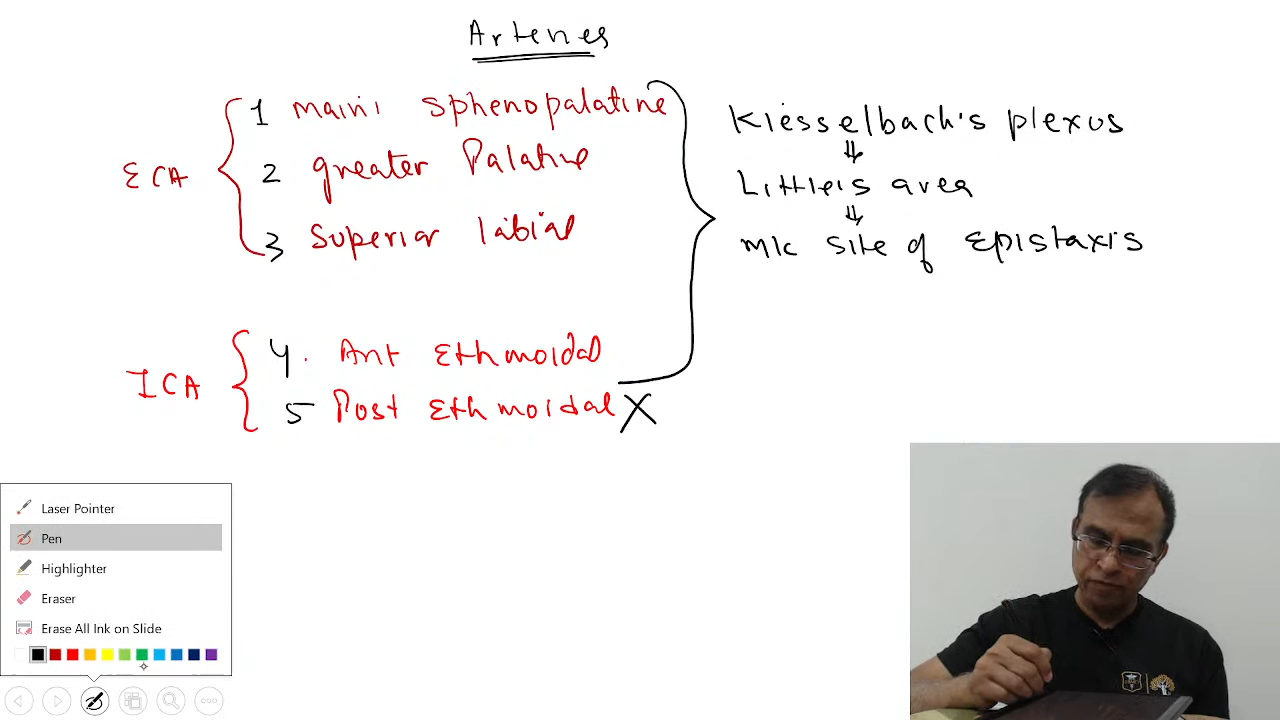 Arteries
ECA
1 main: sphenopalatine
2 greater Palatine
3 superior labial
Kiesselbach's plexus
⇓
Little's area
⇓
m/c site of Epistaxis
ICA
4. Ant Ethmoidal
5 Post Ethmoidal X
Laser Pointer
Pen
Highlighter
Eraser
Erase All Ink on Slide